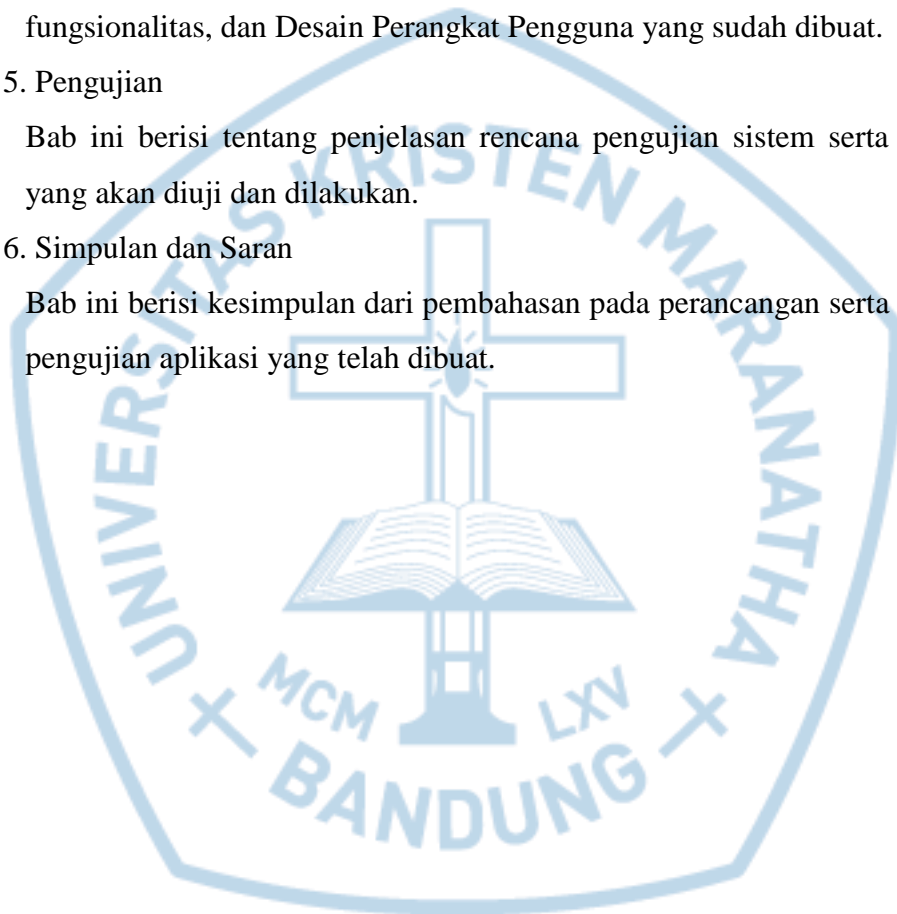 fungsionalitas, dan Desain Perangkat Pengguna yang sudah dibuat.
5. Pengujian
Bab ini berisi tentang penjelasan rencana pengujian sistem serta
yang akan diuji dan dilakukan.
6. Simpulan dan Saran
Bab ini berisi kesimpulan dari pembahasan pada perancangan serta
pengujian aplikasi yang telah dibuat.
UNIVERSITAS KRISTEN MARANATHA
MCM LXV
BANDUNG